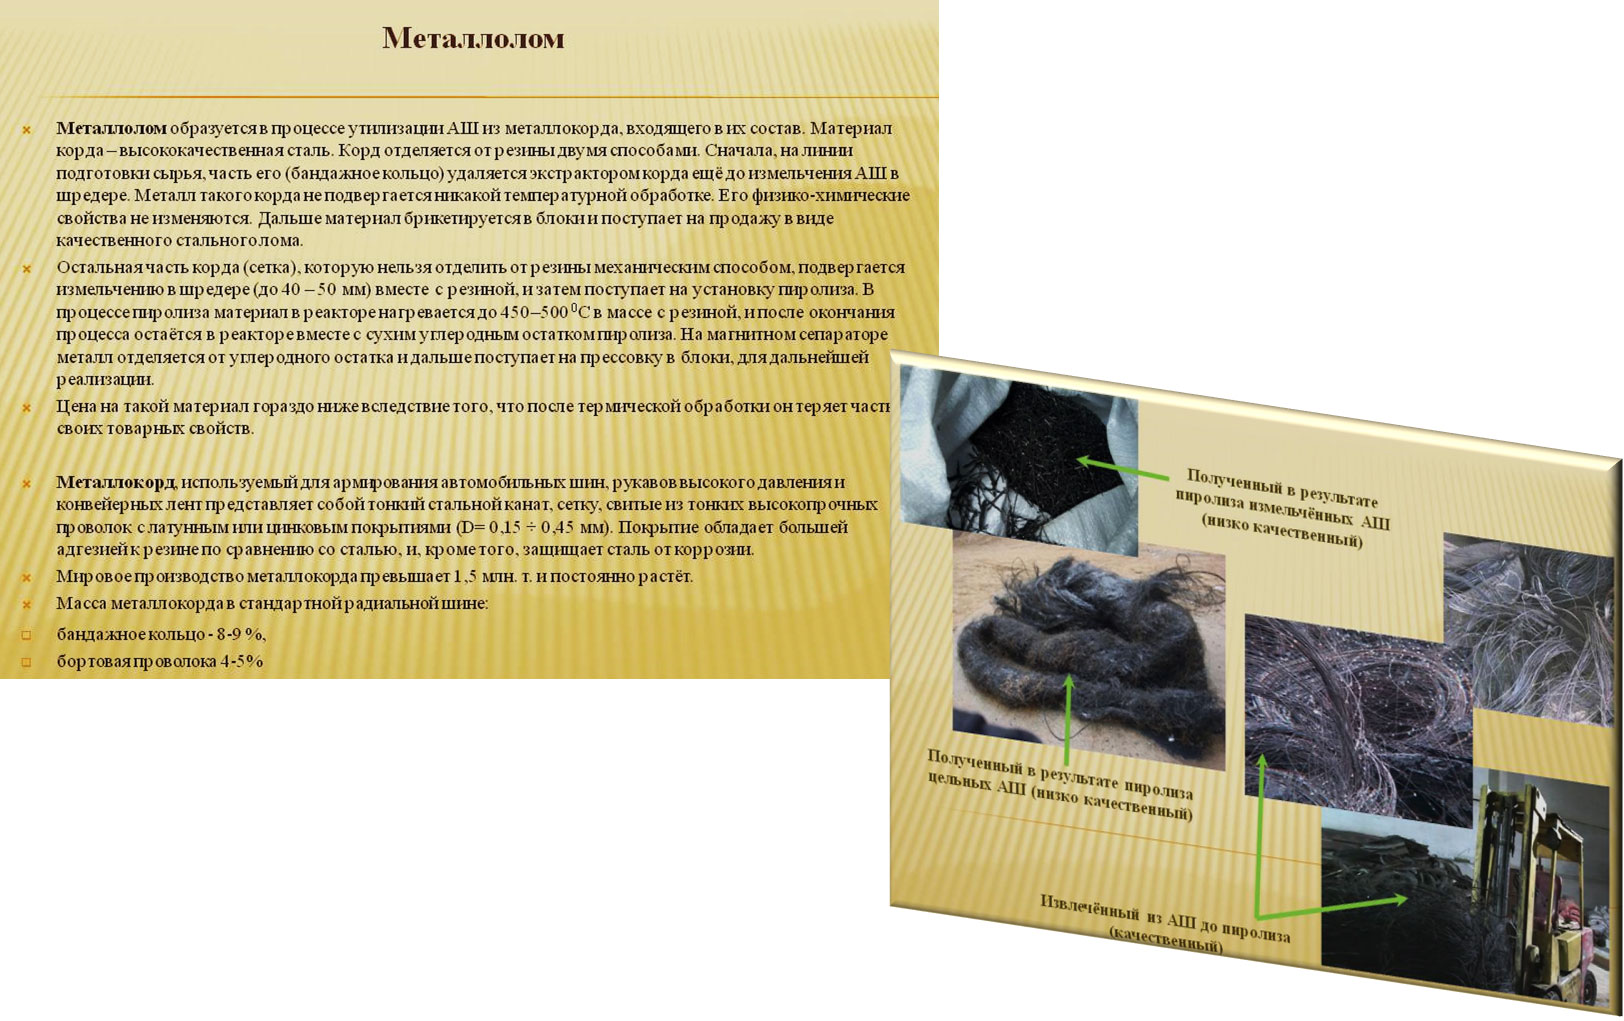 Металлолом
Металлолом образуется в процессе утилизации АШ из металлокорда, входящего в их состав. Материал
корда – высококачественная сталь. Корд отделяется от резины двумя способами. Сначала, на линии
подготовки сырья, часть его (бандажное кольцо) удаляется экстрактором корда ещё до измельчения АШ в
шредере. Металл такого корда не подвергается никакой температурной обработке. Его физико-химические
свойства не изменяются. Дальше материал брикетируется в блоки и поступает на продажу в виде
качественного стального лома.
Остальная часть корда (сетка), которую нельзя отделить от резины механическим способом, подвергается
измельчению в шредере (до 40 – 50 мм) вместе с резиной, и затем поступает на установку пиролиза. В
процессе пиролиза материал в реакторе нагревается до 450–500 ⁰С в массе с резиной, и после окончания
процесса остаётся в реакторе вместе с сухим углеродным остатком пиролиза. На магнитном сепараторе
металл отделяется от углеродного остатка и дальше поступает на прессовку в блоки, для дальнейшей
реализации.
Цена на такой материал гораздо ниже вследствие того, что после термической обработки он теряет часть
своих товарных свойств.
Металлокорд, используемый для армирования автомобильных шин, рукавов высокого давления и
конвейерных лент представляет собой тонкий стальной канат, сетку, свитые из тонких высокопрочных
проволок с латунным или цинковым покрытиями (D= 0,15 ÷ 0,45 мм). Покрытие обладает большей
адгезией к резине по сравнению со сталью, и, кроме того, защищает сталь от коррозии.
Мировое производство металлокорда превышает 1,5 млн. т. и постоянно растёт.
Масса металлокорда в стандартной радиальной шине:
бандажное кольцо - 8-9 %,
бортовая проволока 4-5%
Полученный в результате
пиролиза измельчённых АШ
(низко качественный)
Полученный в результате пиролиза
цельных АШ (низко качественный)
Извлечённый из АШ до пиролиза
(качественный)